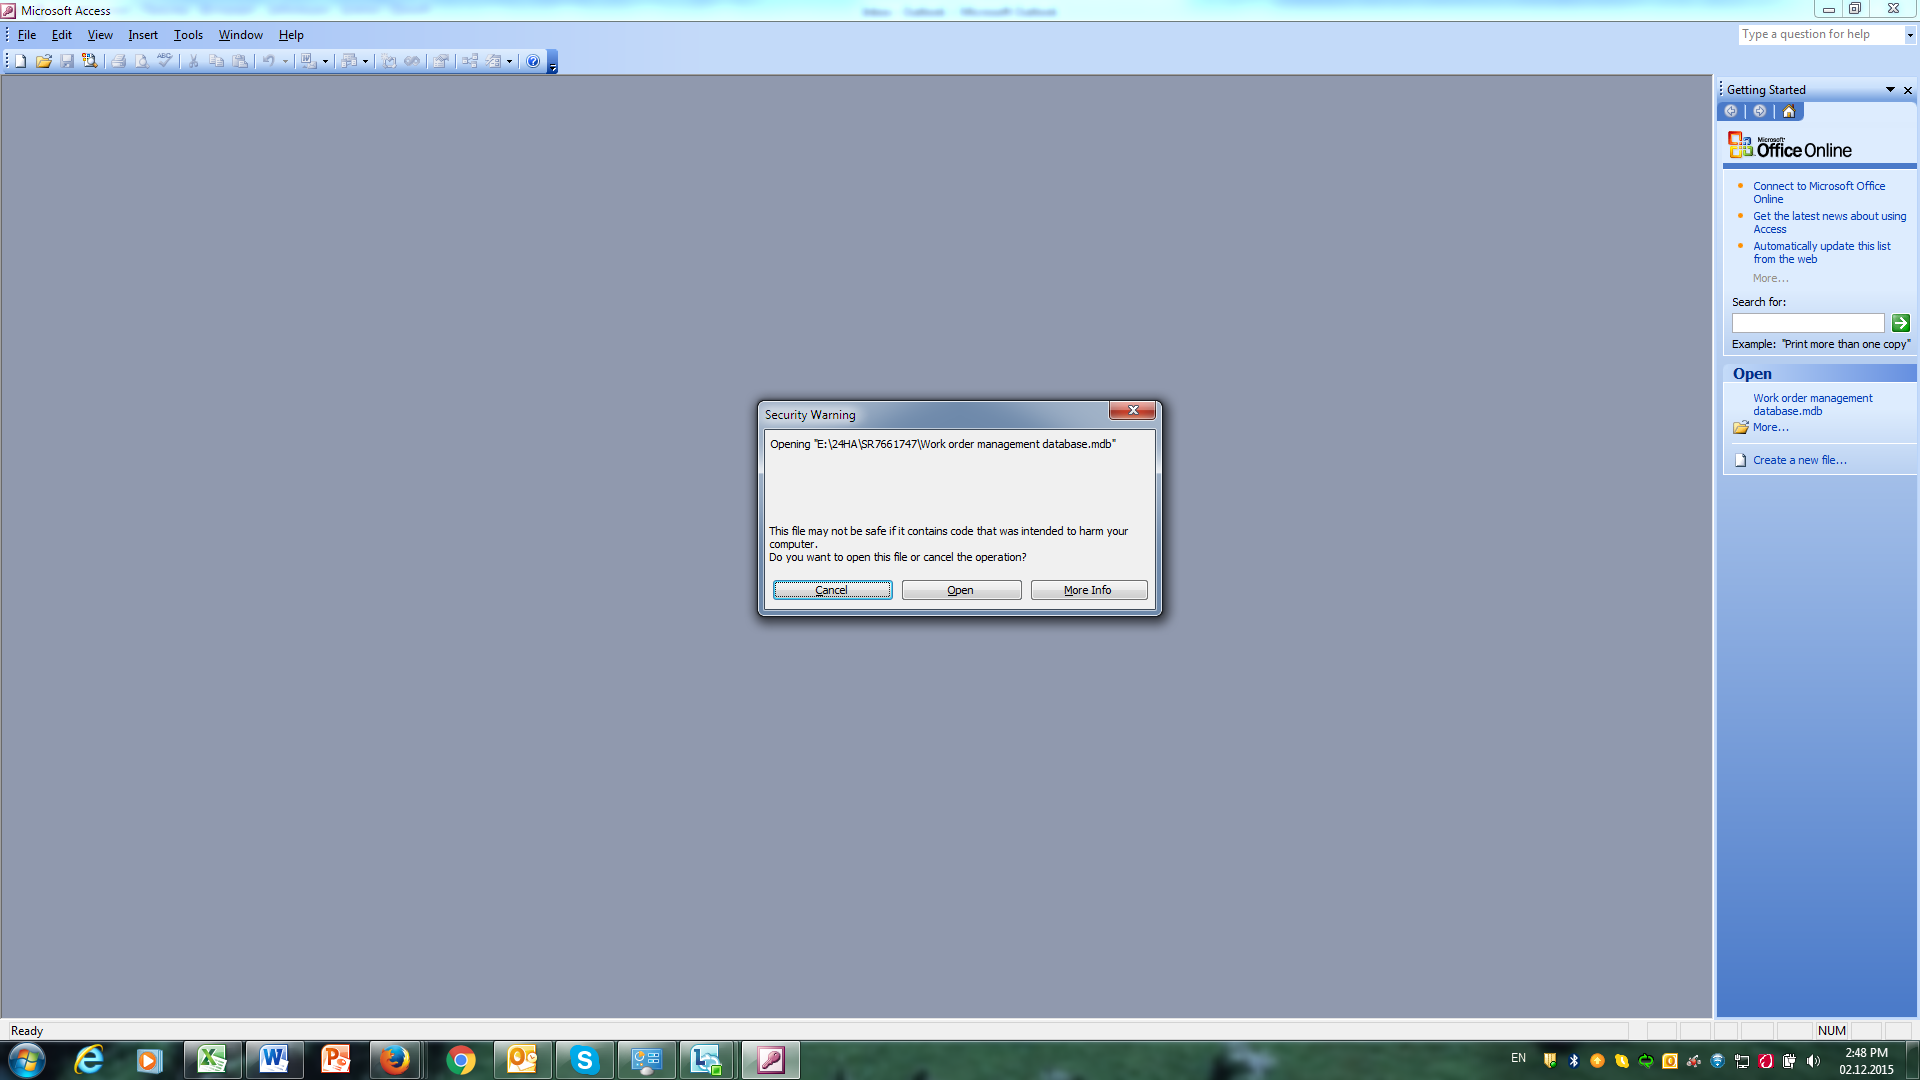 Microsoft Access
File Edit View Insert Tools Window Help
Type a question for help
Getting Started
Microsoft
Office Online
Connect to Microsoft Office
Online
Get the latest news about using
Access
Automatically update this list
from the web
More...
Search for:
Example: "Print more than one copy"
Open
Work order management
database.mdb
More...
Create a new file...
Security Warning
Opening "E:\24HA\SR7661747\Work order management database.mdb"
This file may not be safe if it contains code that was intended to harm your
computer.
Do you want to open this file or cancel the operation?
Cancel Open More Info
Ready
NUM
EN
2:48 PM
02.12.2015